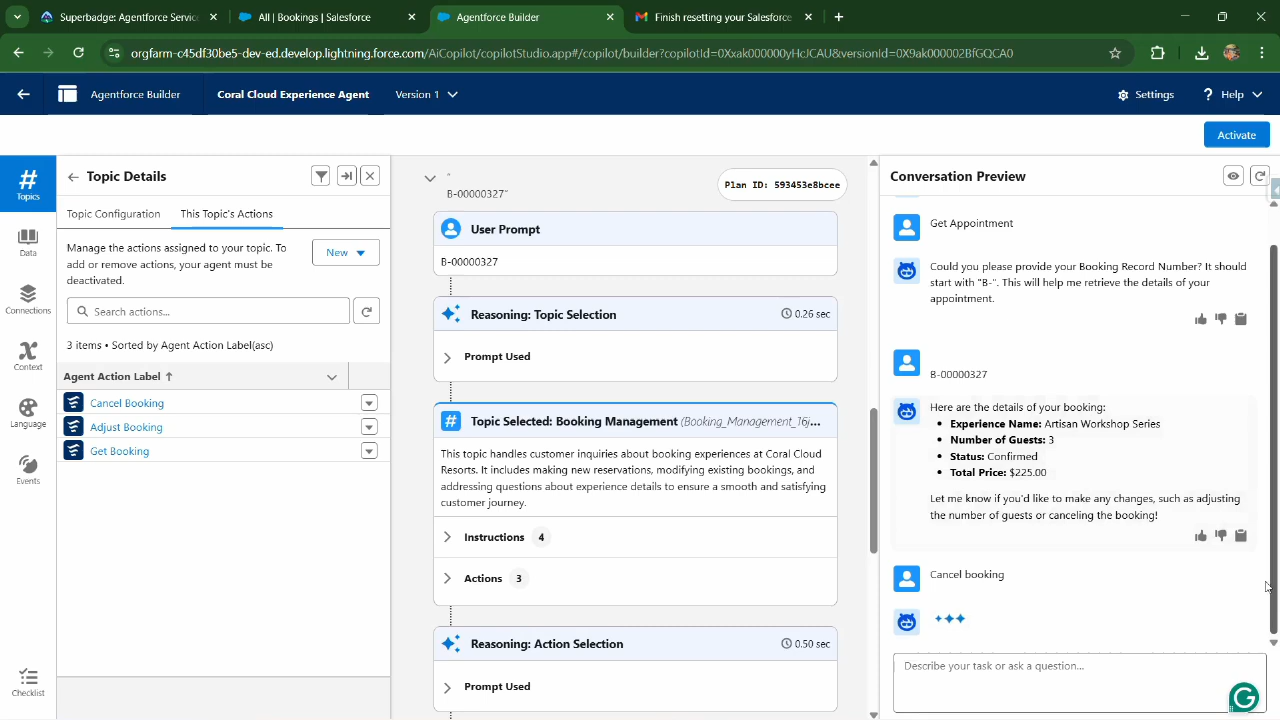 Superbadge: Agentforce Servic
All | Bookings | Salesforce
Agentforce Builder
Finish resetting your Salesforce
orgfarm-c45df30be5-dev-ed.develop.lightning.force.com/AiCopilot/copilotStudio.app#/copilot/builder?copilotId=0Xxak000000yHcJCAU&versionId=0X9ak000002BfGQCA0
Agentforce Builder
Coral Cloud Experience Agent
Version 1
Settings
? Help
Activate
Topics
Data
Connections
Context
Language
Events
Checklist
Topic Details
Topic Configuration
This Topic's Actions
Manage the actions assigned to your topic. To
add or remove actions, your agent must be
deactivated.
New
Search actions...
3 items • Sorted by Agent Action Label(asc)
Agent Action Label ↑
Cancel Booking
Adjust Booking
Get Booking
"
B-00000327"
Plan ID: 593453e8bcee
User Prompt
B-00000327
Reasoning: Topic Selection
0.26 sec
Prompt Used
# Topic Selected: Booking Management (Booking_Management_16j...
This topic handles customer inquiries about booking experiences at Coral Cloud
Resorts. It includes making new reservations, modifying existing bookings, and
addressing questions about experience details to ensure a smooth and satisfying
customer journey.
Instructions 4
Actions 3
Reasoning: Action Selection
0.50 sec
Prompt Used
Conversation Preview
Get Appointment
Could you please provide your Booking Record Number? It should
start with "B-". This will help me retrieve the details of your
appointment.
B-00000327
Here are the details of your booking:
• Experience Name: Artisan Workshop Series
• Number of Guests: 3
• Status: Confirmed
• Total Price: $225.00
Let me know if you'd like to make any changes, such as adjusting
the number of guests or canceling the booking!
Cancel booking
Describe your task or ask a question...